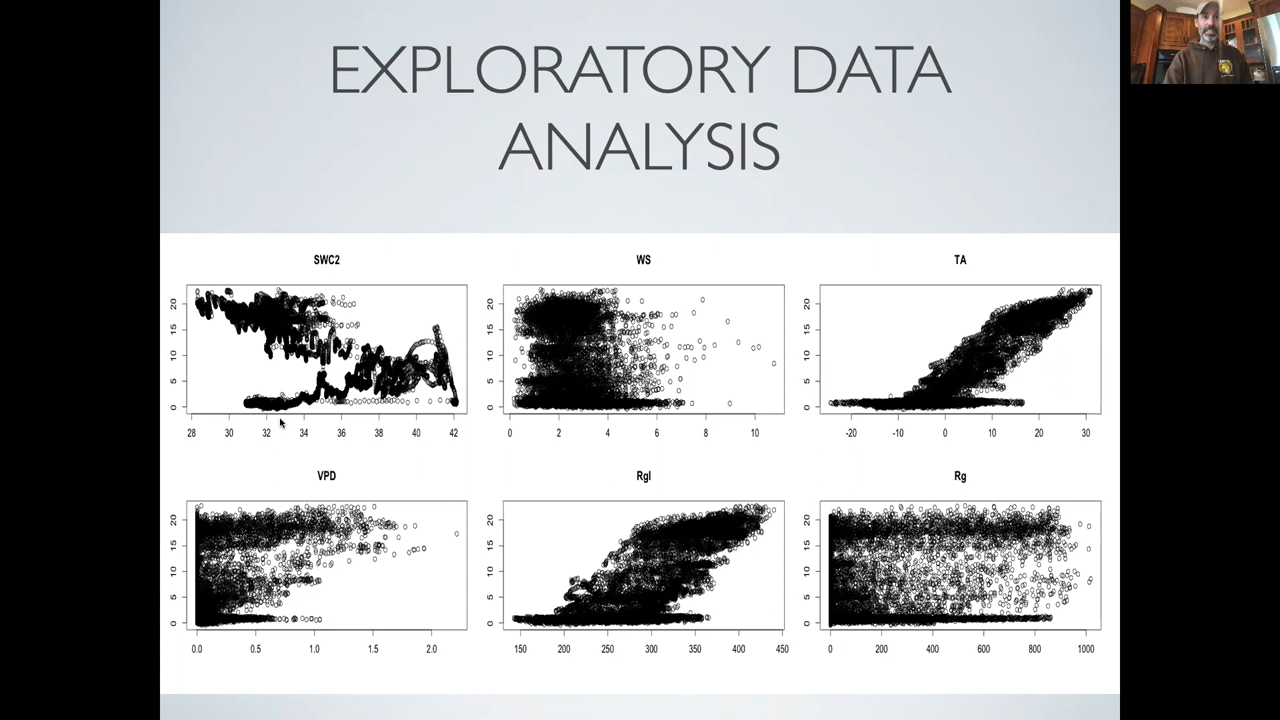 EXPLORATORY DATA
ANALYSIS
SWC2
WS
TA
20
15
10
5
0
20
15
10
5
0
20
15
10
5
0
28 30 32 34 36 38 40 42
0 2 4 6 8 10
-20 -10 0 10 20 30
VPD
Rgl
Rg
20
15
10
5
0
20
15
10
5
0
20
15
10
5
0
0.0 0.5 1.0 1.5 2.0
150 200 250 300 350 400 450
0 200 400 600 800 1000